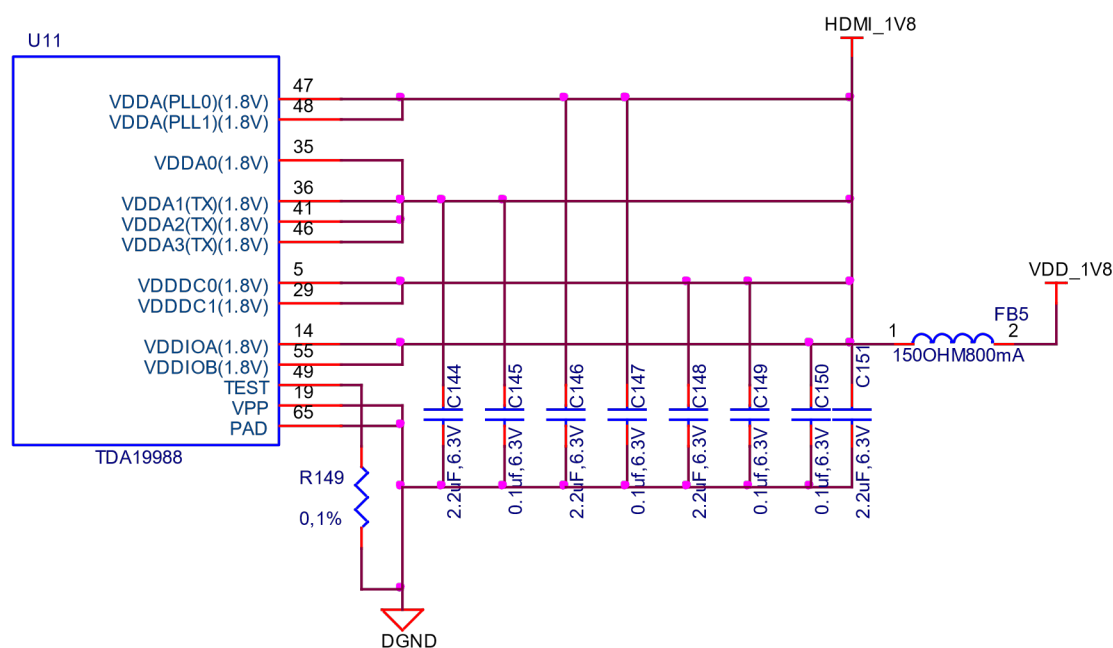 HDMI_1V8
U11
47
VDDA(PLL0)(1.8V)
48
VDDA(PLL1)(1.8V)
35
VDDA0(1.8V)
36
VDDA1(TX)(1.8V)
41
VDDA2(TX)(1.8V)
46
VDDA3(TX)(1.8V)
5
VDDDC0(1.8V)
29
VDDDC1(1.8V)
14
VDDIOA(1.8V)
55
VDDIOB(1.8V)
49
TEST
19
VPP
65
PAD
TDA19988
VDD_1V8
FB5
1
2
150OHM800mA
C144
C145
C146
C147
C148
C149
C150
C151
2.2uF,6.3V
0.1uf,6.3V
2.2uF,6.3V
0.1uf,6.3V
2.2uF,6.3V
0.1uf,6.3V
0.1uf,6.3V
2.2uF,6.3V
R149
0,1%
DGND